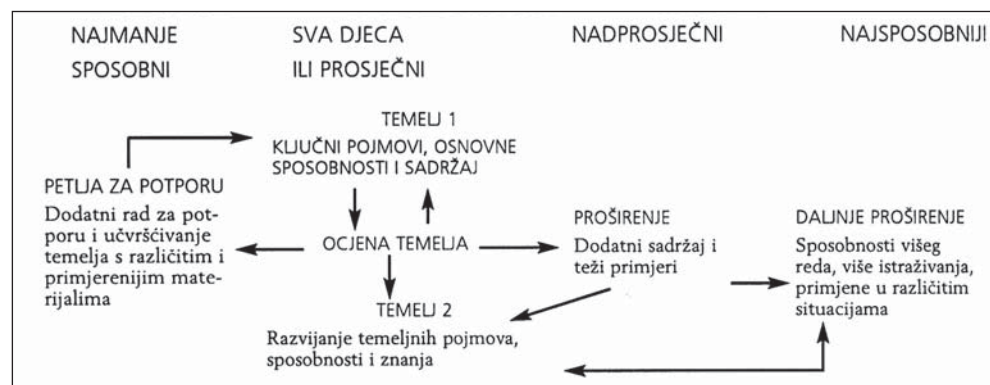 NAJMANJE
SPOSOBNI
SVA DJECA
ILI PROSJEČNI
NADPROSJEČNI
NAJSPOSOBNIJI
TEMELJ 1
KLJUČNI POJMOVI, OSNOVNE
SPOSOBNOSTI I SADRŽAJ
PETLJA ZA POTPORU
Dodatni rad za pot-
poru i učvršćivanje
temelja s različitim i
primjerenijim mate-
rijalima
OCJENA TEMELJA
PROŠIRENJE
Dodatni sadržaj i
teži primjeri
DALJNJE PROŠIRENJE
Sposobnosti višeg
reda, više istraživanja,
primjene u različitim
situacijama
TEMELJ 2
Razvijanje temeljnih pojmova,
sposobnosti i znanja